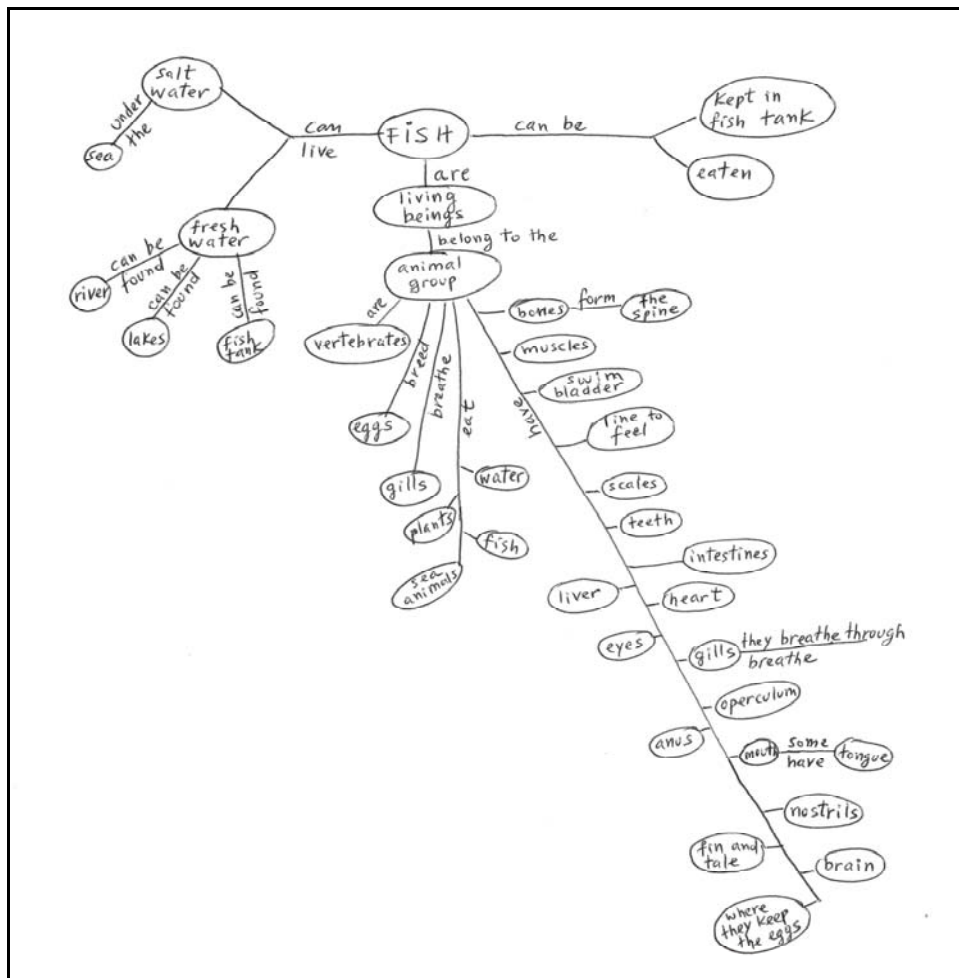 salt
water
under
the
sea
can
live
FiSH
can be
kept in
fish tank
eaten
are
living
beings
belong to the
animal
group
fresh
water
can be
found
river
can be
found
lakes
can be
found
fish
tank
are
vertebrates
breed
eggs
breathe
gills
eat
water
plants
fish
sea
animals
have
bones
form
the
spine
muscles
swim
bladder
line to
feel
scales
teeth
intestines
liver
heart
eyes
gills
they breathe through
breathe
operculum
anus
mouth
some
have
tongue
nostrils
fin and
tale
brain
where
they keep
the eggs